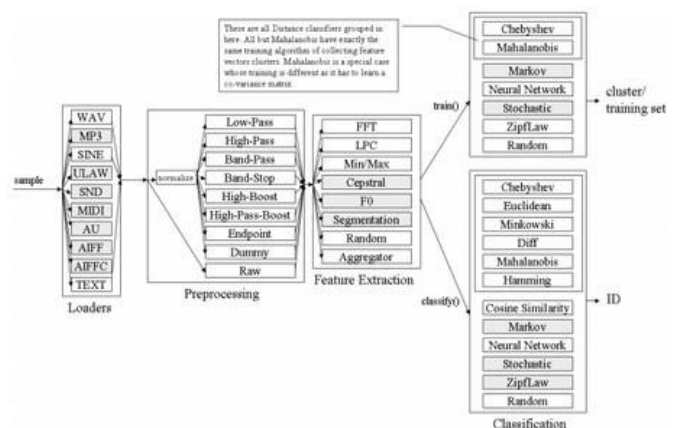 There are all Distance classifiers grouped in
here. All but Mahalanobis have exactly the
same training algorithm of collecting feature
vectors clusters. Mahalanobis is a special case
whose training is different as it has to learn a
co-variance matrix.
sample
WAV
MP3
SINE
ULAW
SND
MIDI
AU
AIFF
AIFFC
TEXT
Loaders
normalize
Low-Pass
High-Pass
Band-Pass
Band-Stop
High-Boost
High-Pass-Boost
Endpoint
Dummy
Raw
Preprocessing
FFT
LPC
Min/Max
Cepstral
F0
Segmentation
Random
Aggregator
Feature Extraction
train()
Chebyshev
Mahalanobis
Markov
Neural Network
Stochastic
ZipfLaw
Random
cluster/
training set
classify()
Chebyshev
Euclidean
Minkowski
Diff
Mahalanobis
Hamming
Cosine Similarity
Markov
Neural Network
Stochastic
ZipfLaw
Random
ID
Classification